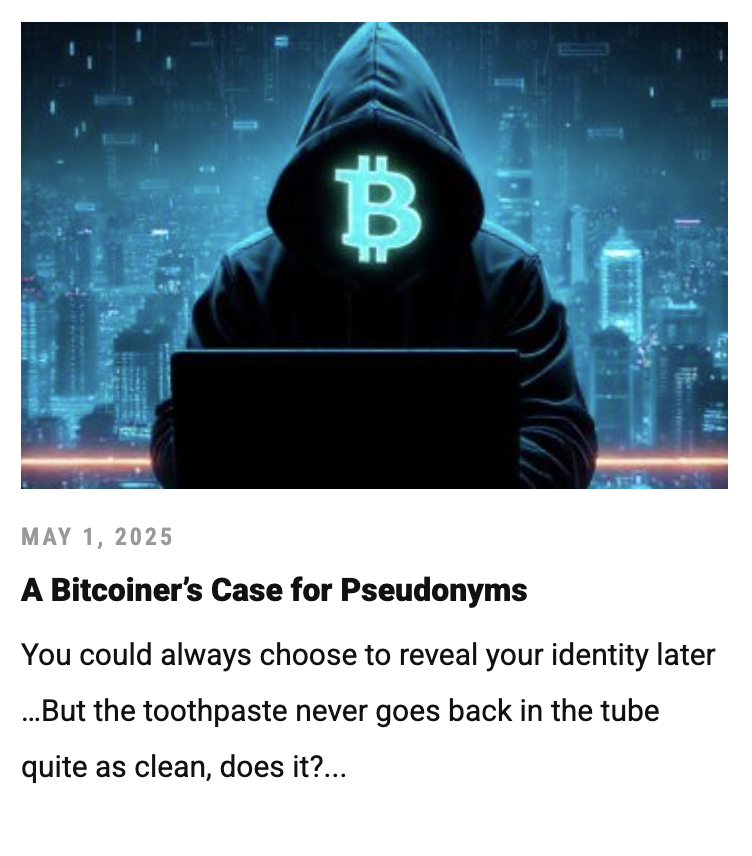 MAY 1, 2025
A Bitcoiner’s Case for Pseudonyms
You could always choose to reveal your identity later
…But the toothpaste never goes back in the tube
quite as clean, does it?...